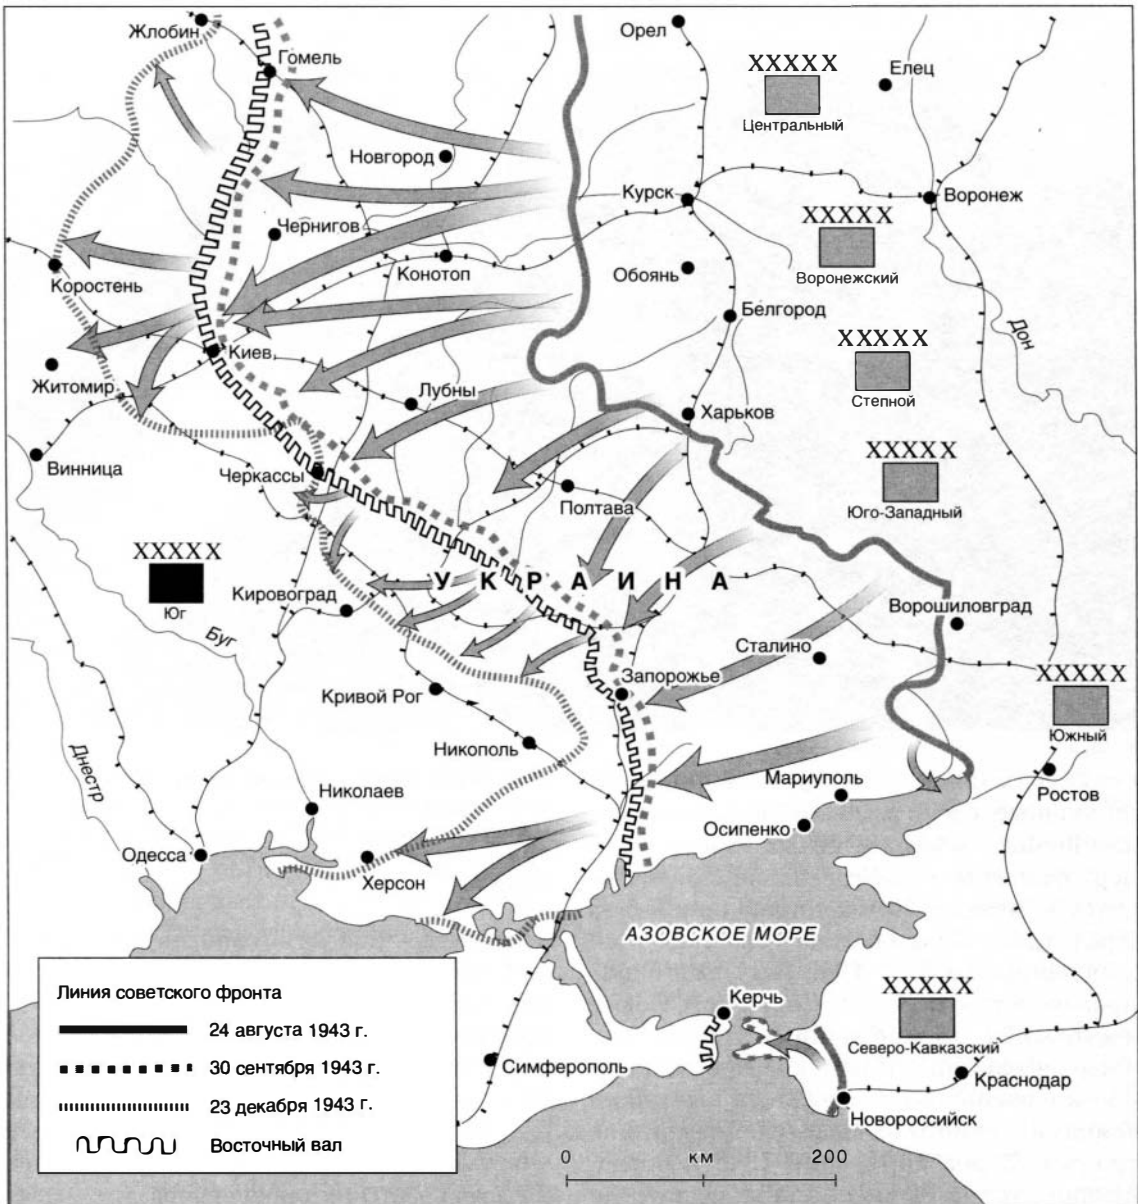 Жлобин
Орел
XXXXX
Елец
Гомель
Центральный
Новгород
Курск
Воронеж
XXXXX
Чернигов
Конотоп
Обоянь
Воронежский
Коростень
Белгород
Дон
XXXXX
Киев
Житомир
Лубны
Степной
Харьков
Винница
Черкассы
XXXXX
Полтава
Юго-Западный
XXXXX
УКРАИНА
Юг
Кировоград
Ворошиловград
Буг
Сталино
Запорожье
XXXXX
Кривой Рог
Южный
Никополь
Днестр
Мариуполь
Ростов
Николаев
Осипенко
Одесса
Херсон
АЗОВСКОЕ МОРЕ
XXXXX
Керчь
Северо-Кавказский
Симферополь
Краснодар
Новороссийск
Линия советского фронта
24 августа 1943 г.
30 сентября 1943 г.
23 декабря 1943 г.
Восточный вал
0 км 200